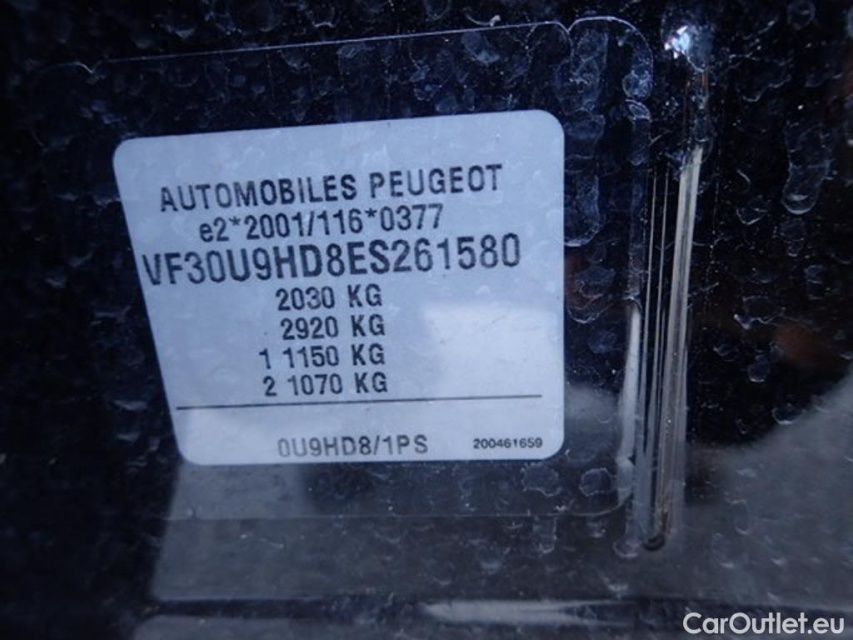 AUTOMOBILES PEUGEOT
e2*2001/116*0377
VF30U9HD8ES261580
2030 KG
2920 KG
1 1150 KG
2 1070 KG
0U9HD8/1PS 200461659
CarOutlet.eu